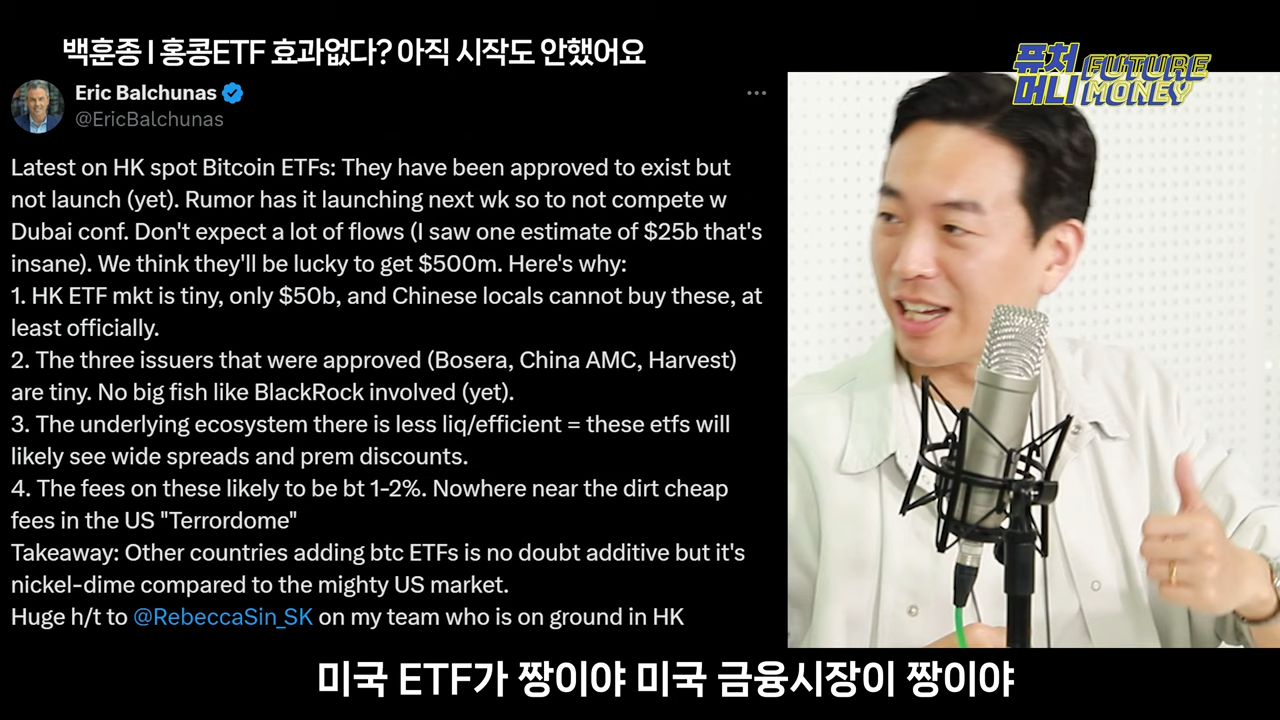 백훈종 I 홍콩ETF 효과없다? 아직 시작도 안했어요
퓨처 FUTURE
머니 MONEY
Eric Balchunas
@EricBalchunas
Latest on HK spot Bitcoin ETFs: They have been approved to exist but
not launch (yet). Rumor has it launching next wk so to not compete w
Dubai conf. Don't expect a lot of flows (I saw one estimate of $25b that's
insane). We think they'll be lucky to get $500m. Here's why:
1. HK ETF mkt is tiny, only $50b, and Chinese locals cannot buy these, at
least officially.
2. The three issuers that were approved (Bosera, China AMC, Harvest)
are tiny. No big fish like BlackRock involved (yet).
3. The underlying ecosystem there is less liq/efficient = these etfs will
likely see wide spreads and prem discounts.
4. The fees on these likely to be bt 1-2%. Nowhere near the dirt cheap
fees in the US "Terrordome"
Takeaway: Other countries adding btc ETFs is no doubt additive but it's
nickel-dime compared to the mighty US market.
Huge h/t to @RebeccaSin_SK on my team who is on ground in HK
미국 ETF가 짱이야 미국 금융시장이 짱이야